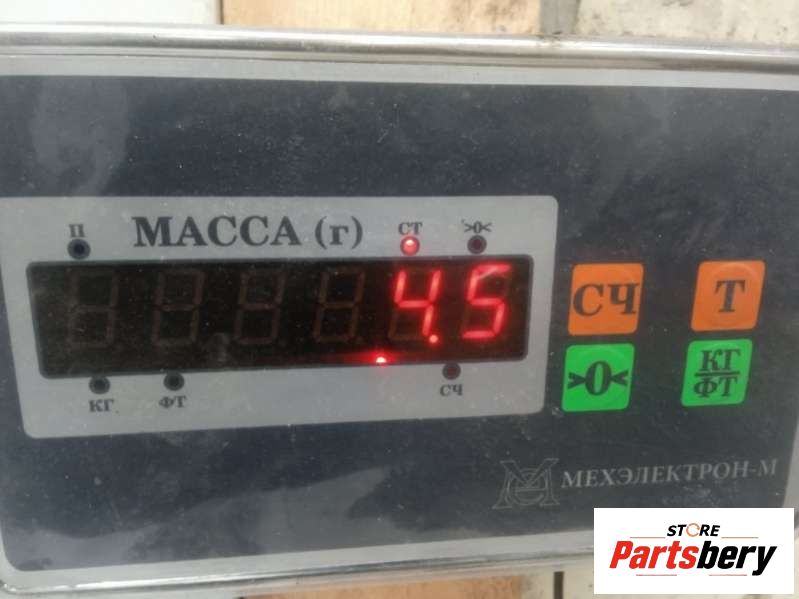 П МАССА (г) СТ >0<
4.5
КГ ФТ СЧ
СЧ Т
>0< КГ/ФТ
МЕХЭЛЕКТРОН-М
STORE
Partsbery